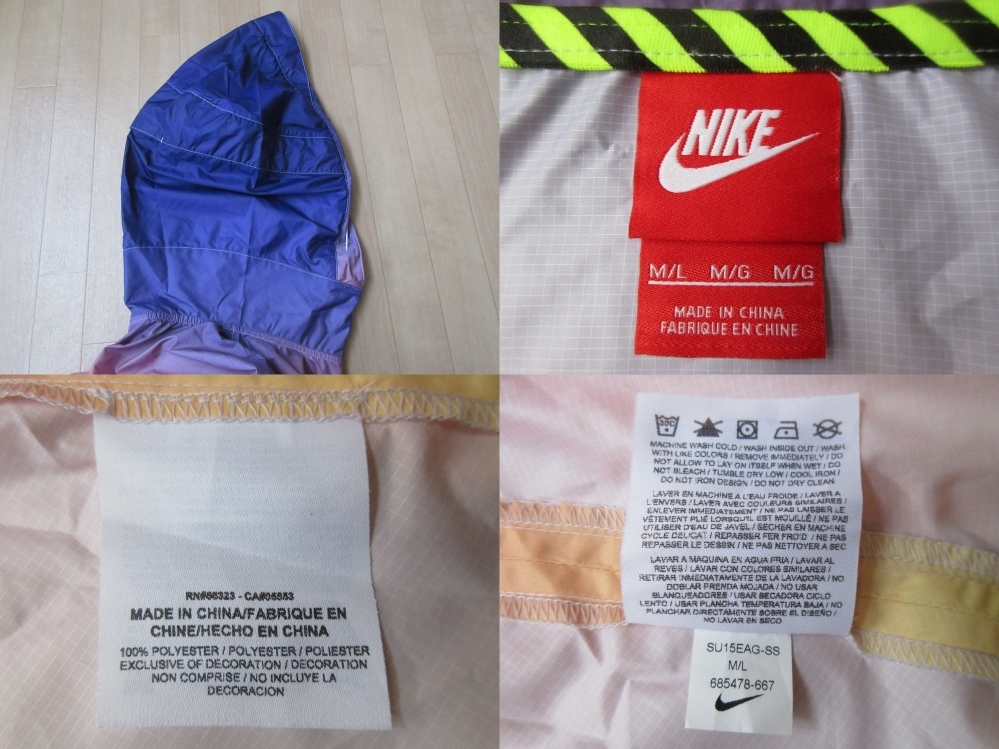 NIKE
M/L M/G M/G
MADE IN CHINA
FABRIQUE EN CHINE
RN#56323 - CA#05553
MADE IN CHINA/FABRIQUE EN
CHINE/HECHO EN CHINA
100% POLYESTER / POLYESTER / POLIESTER
EXCLUSIVE OF DECORATION / DECORATION
NON COMPRISE / NO INCLUYE LA
DECORACION
30C
MACHINE WASH COLD / WASH INSIDE OUT / WASH
WITH LIKE COLORS / REMOVE IMMEDIATELY / DO
NOT ALLOW TO LAY ON ITSELF WHEN WET / DO
NOT BLEACH / TUMBLE DRY LOW / COOL IRON /
DO NOT IRON DESIGN / DO NOT DRY CLEAN
LAVER EN MACHINE A L'EAU FROIDE / LAVER A
L'ENVERS / LAVER AVEC COULEURS SIMILAIRES /
ENLEVER IMMEDIATEMENT / NE PAS LAISSER LE
VÊTEMENT PLIÉ LORSQU'IL EST MOUILLÉ / NE PAS
UTILISER D'EAU DE JAVEL / SECHER EN MACHINE
CYCLE DELICAT / REPASSER FER FROID / NE PAS
REPASSER LE DESSIN / NE PAS NETTOYER A SEC
LAVAR A MAQUINA EN AGUA FRIA / LAVAR AL
REVES / LAVAR CON COLORES SIMILARES /
RETIRAR INMEDIATAMENTE DE LA LAVADORA / NO
DOBLAR PRENDA MOJADA / NO USAR
BLANQUEADORES / USAR SECADORA CICLO
LENTO / USAR PLANCHA TEMPERATURA BAJA / NO
PLANCHAR DIRECTAMENTE SOBRE EL DISEÑO /
NO LAVAR EN SECO
SU15EAG-SS
M/L
685478-667